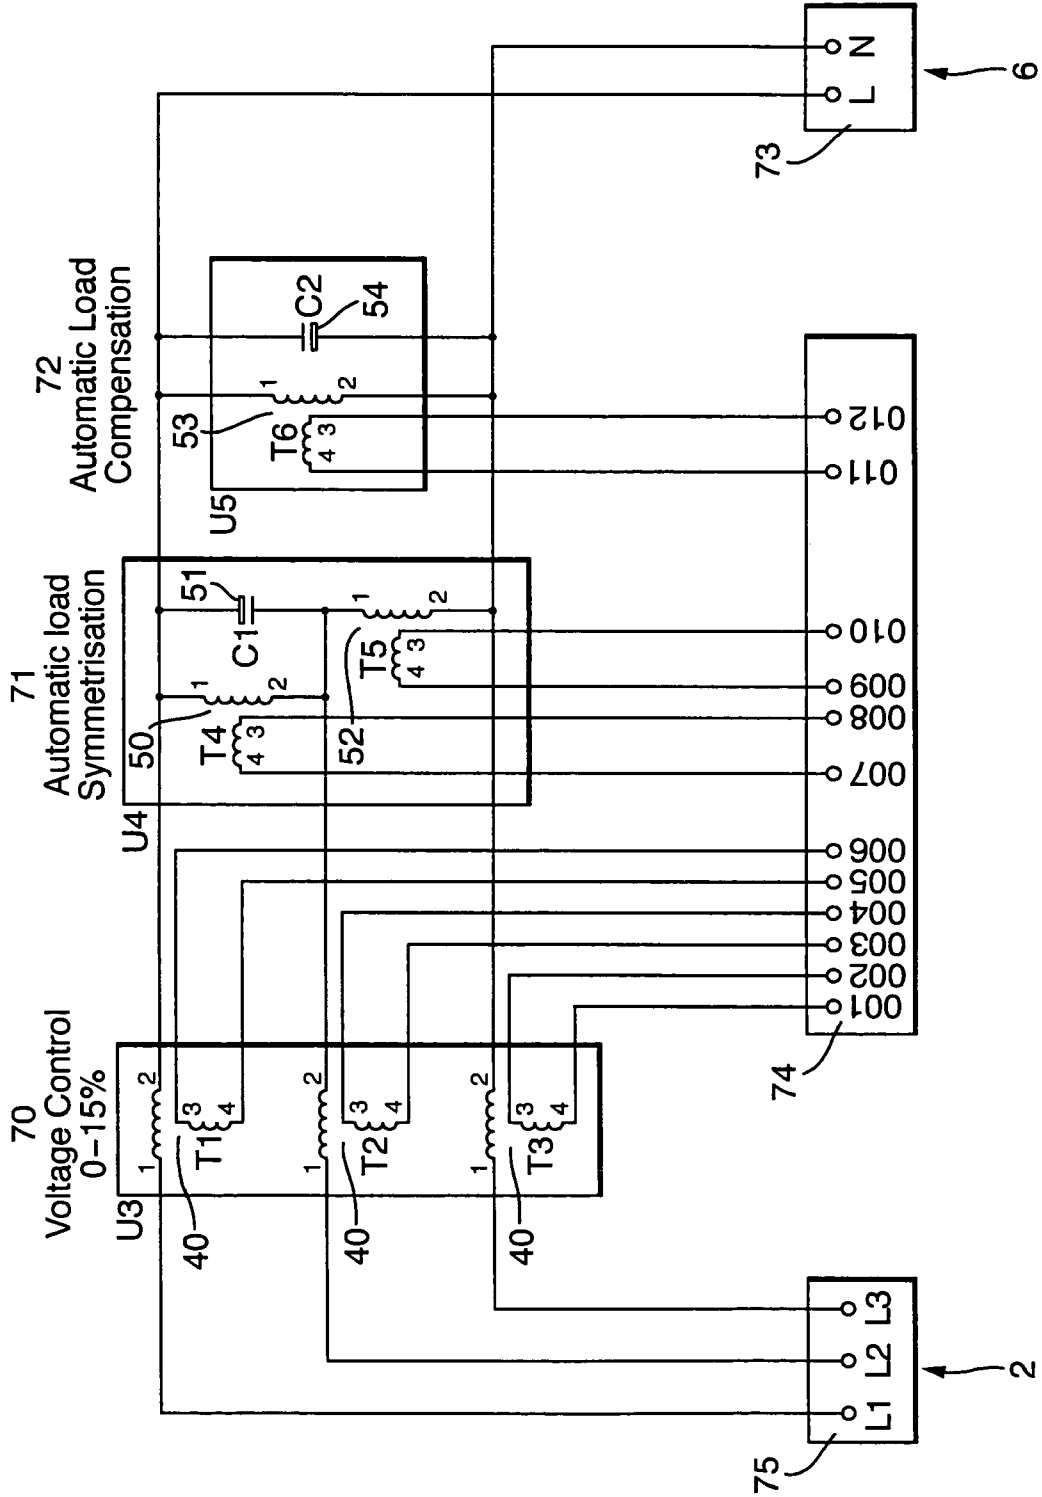 70
Voltage Control
0–15%
71
Automatic load
Symmetrisation
72
Automatic Load
Compensation
U3
1
2
40
3
4
T1
1
2
40
3
4
T2
1
2
40
3
4
T3
U4
50
1
2
T4
4
3
51
C1
52
1
2
T5
4
3
U5
53
1
2
T6
4
3
C2
54
75
L1
L2
L3
2
74
001
002
003
004
005
006
007
008
009
010
011
012
73
L
N
6